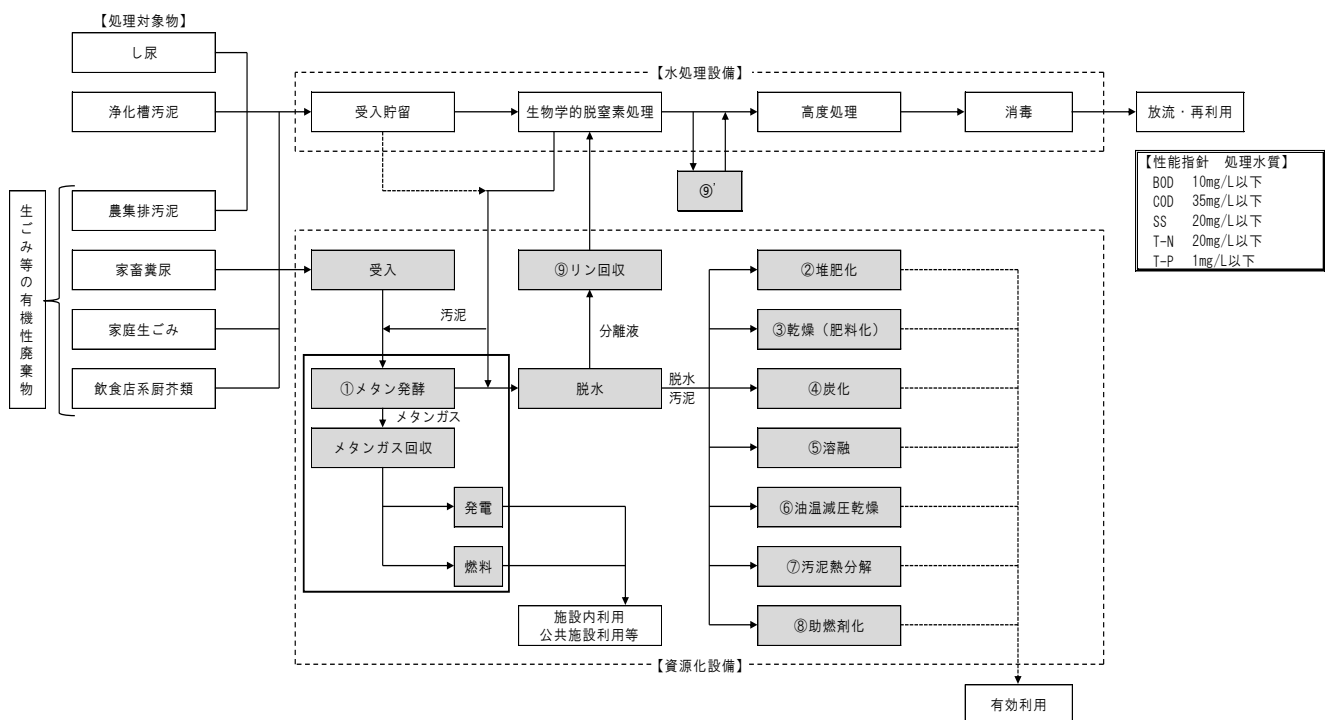 【処理対象物】
し尿
浄化槽汚泥
農集排汚泥
家畜糞尿
家庭生ごみ
飲食店系厨芥類
生ごみ等の有機性廃棄物
【水処理設備】
受入貯留
生物学的脱窒素処理
高度処理
消毒
放流・再利用
⑨'
【性能指針 処理水質】
BOD 10mg/L以下
COD 35mg/L以下
SS 20mg/L以下
T-N 20mg/L以下
T-P 1mg/L以下
受入
⑨リン回収
汚泥
分離液
①メタン発酵
脱水
脱水
汚泥
メタンガス
メタンガス回収
発電
燃料
施設内利用
公共施設利用等
②堆肥化
③乾燥（肥料化）
④炭化
⑤溶融
⑥油温減圧乾燥
⑦汚泥熱分解
⑧助燃剤化
【資源化設備】
有効利用